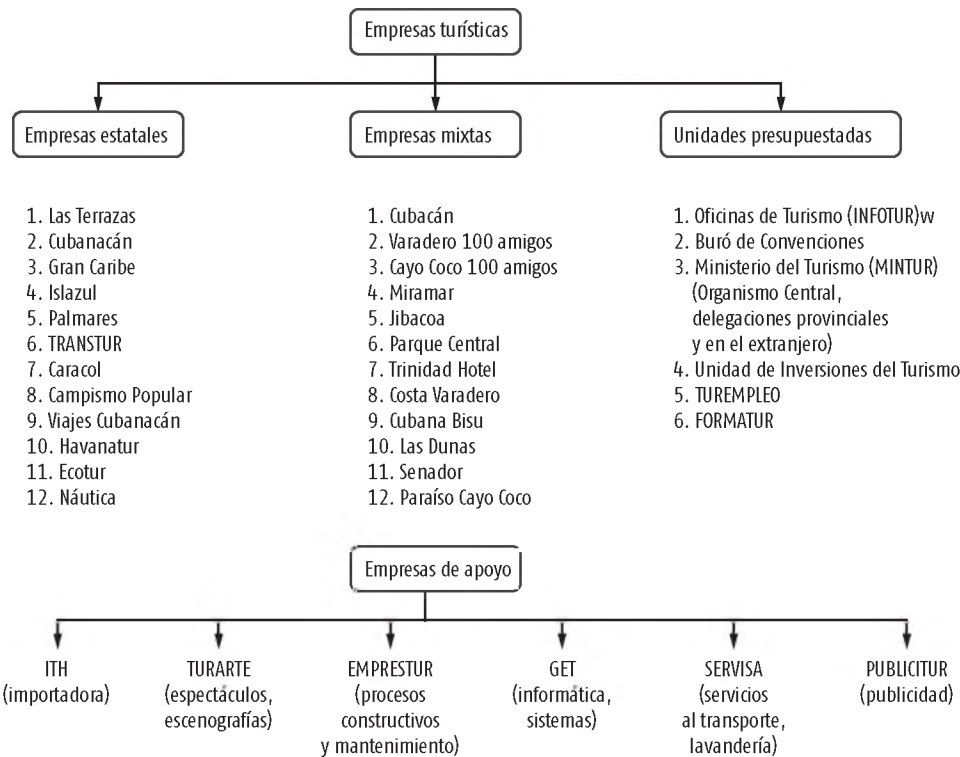 Empresas turísticas
Empresas estatales
Empresas mixtas
Unidades presupuestadas
1. Las Terrazas
2. Cubanacán
3. Gran Caribe
4. Islazul
5. Palmares
6. TRANSTUR
7. Caracol
8. Campismo Popular
9. Viajes Cubanacán
10. Havanatur
11. Ecotur
12. Náutica
1. Cubacán
2. Varadero 100 amigos
3. Cayo Coco 100 amigos
4. Miramar
5. Jibacoa
6. Parque Central
7. Trinidad Hotel
8. Costa Varadero
9. Cubana Bisu
10. Las Dunas
11. Senador
12. Paraíso Cayo Coco
1. Oficinas de Turismo (INFOTUR)w
2. Buró de Convenciones
3. Ministerio del Turismo (MINTUR)
(Organismo Central,
delegaciones provinciales
y en el extranjero)
4. Unidad de Inversiones del Turismo
5. TUREMPLEO
6. FORMATUR
Empresas de apoyo
ITH
(importadora)
TURARTE
(espectáculos,
escenografías)
EMPRESTUR
(procesos
constructivos
y mantenimiento)
GET
(informática,
sistemas)
SERVISA
(servicios
al transporte,
lavandería)
PUBLICITUR
(publicidad)